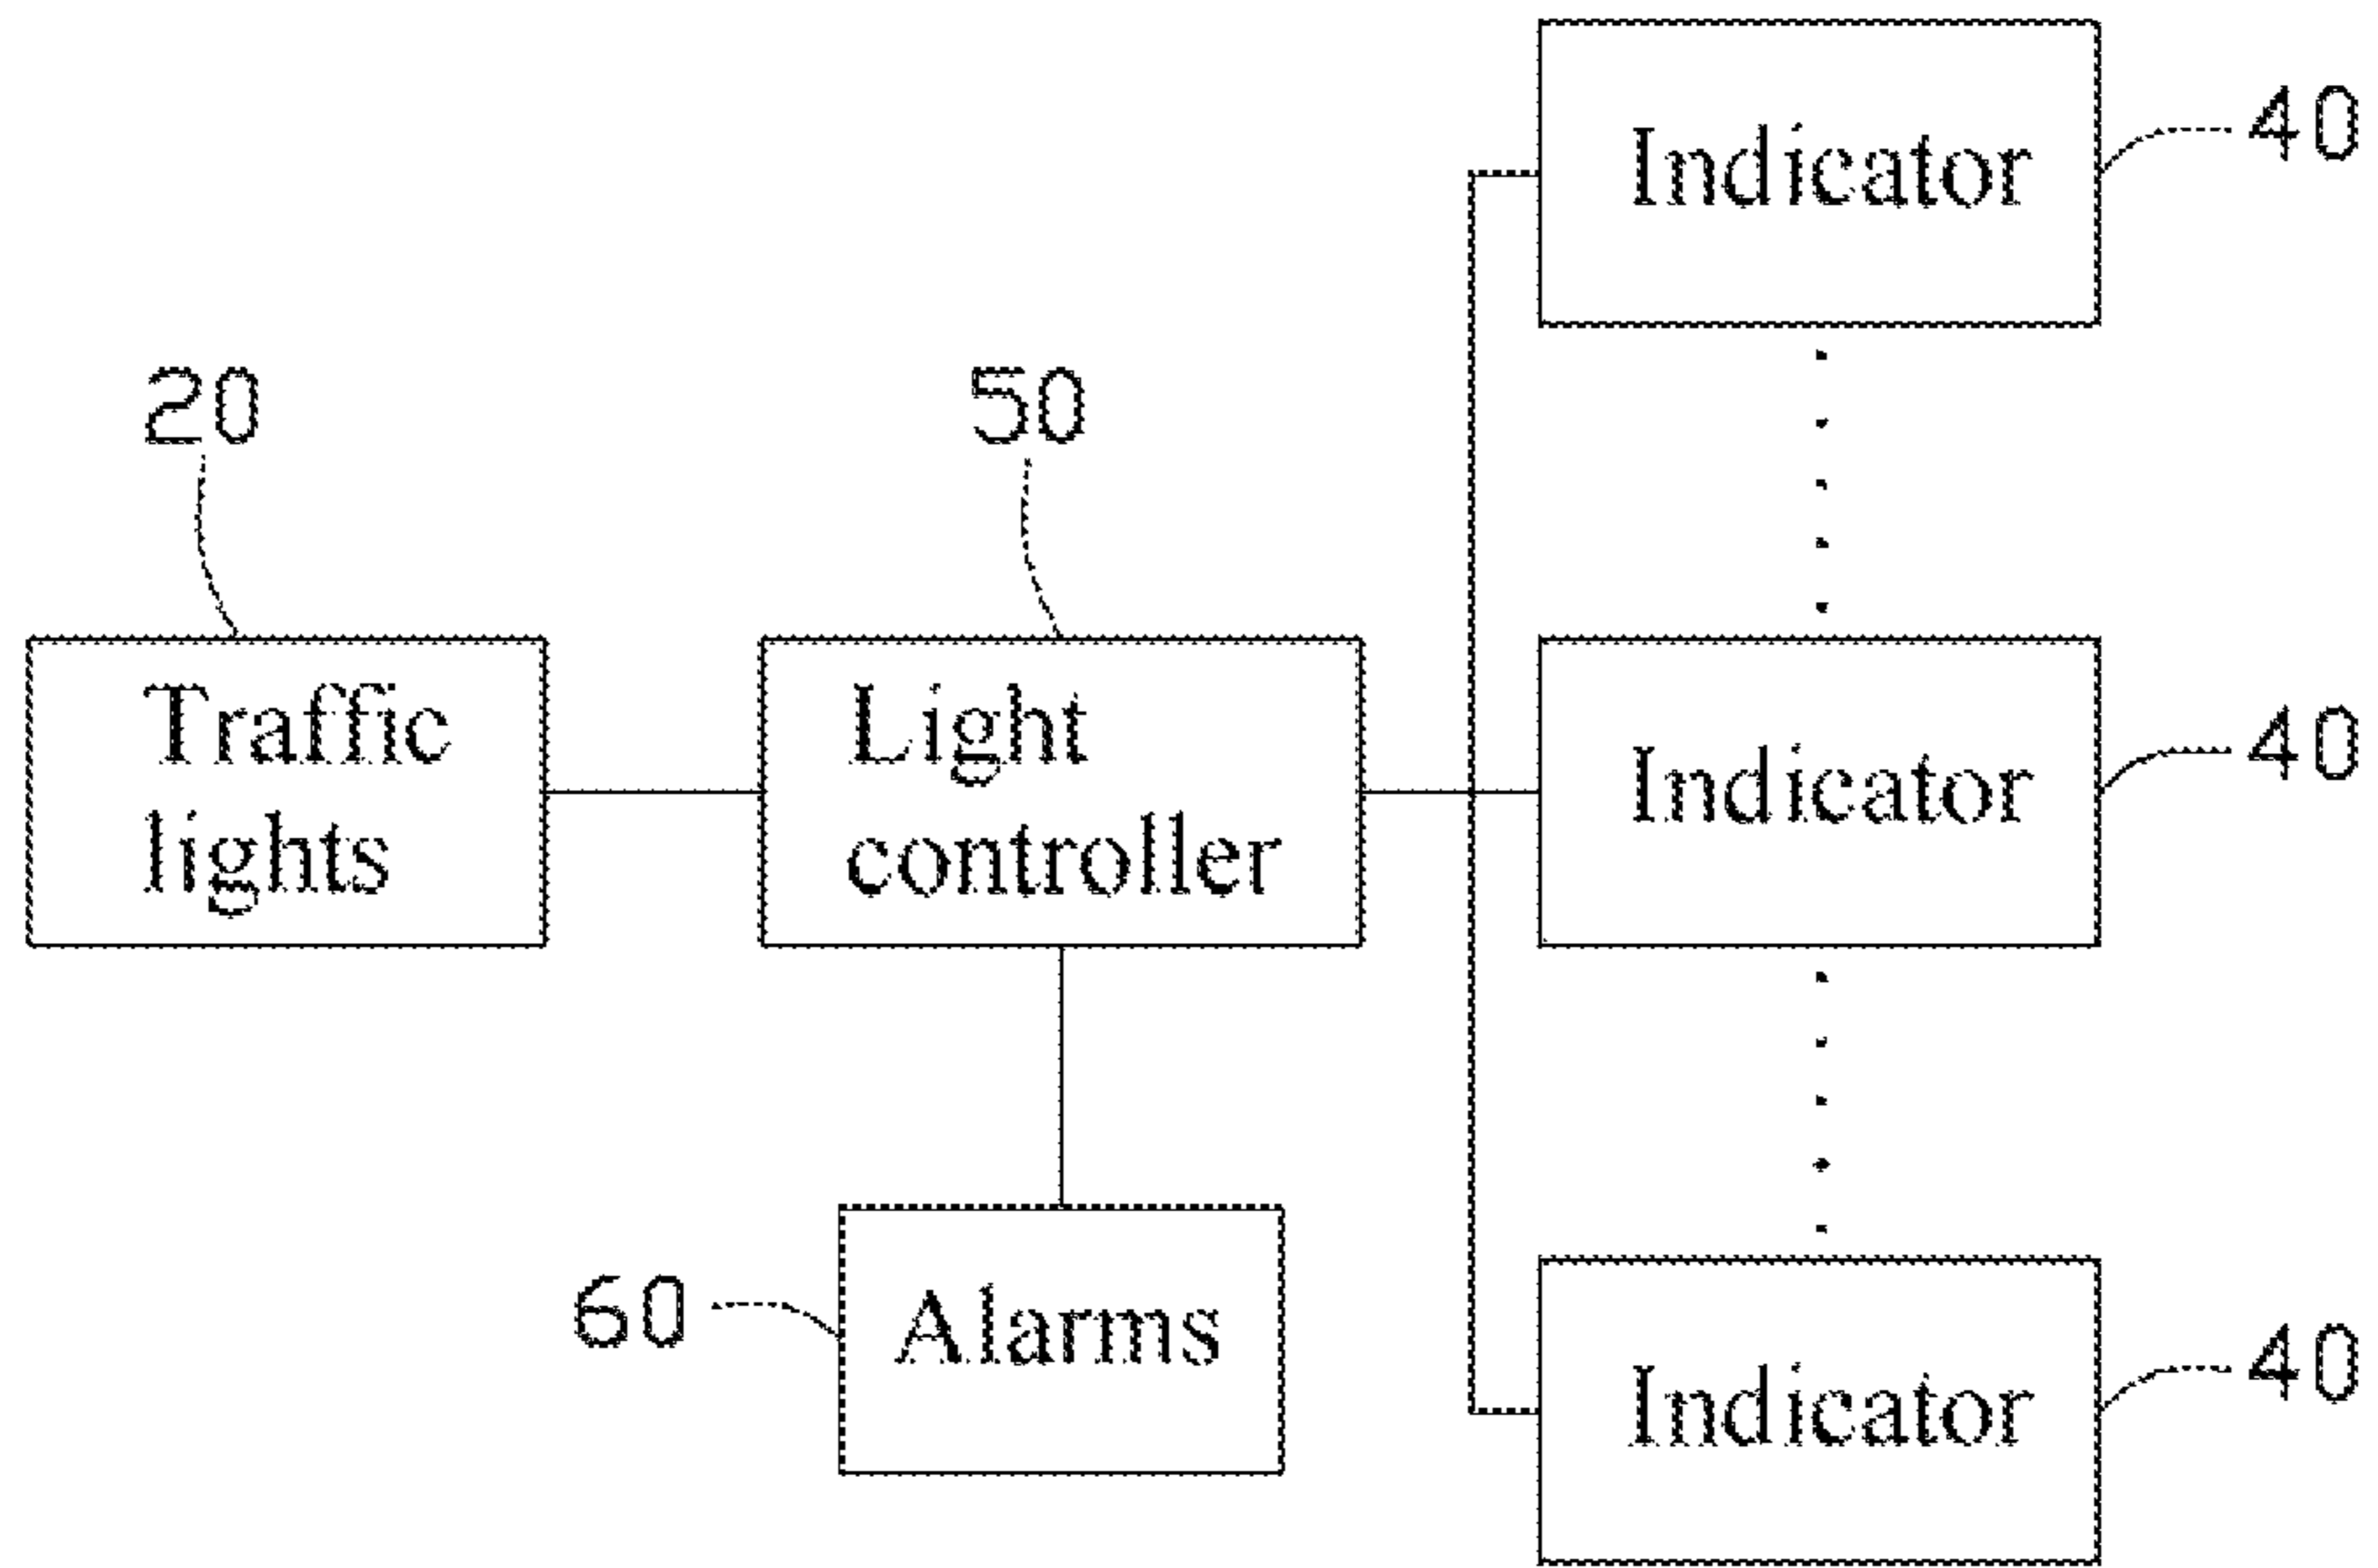 40
Indicator
20
50
Traffic
lights
Light
controller
Indicator
40
60
Alarms
Indicator
40